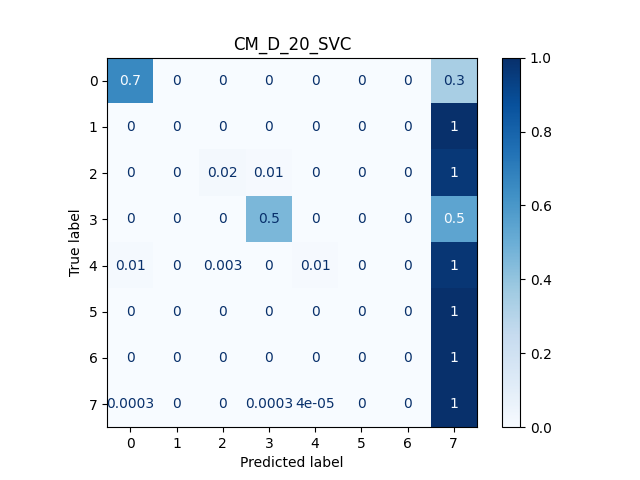 CM_D_20_SVC
0 0.7 0 0 0 0 0 0 0.3
1 0 0 0 0 0 0 0 1
2 0 0 0.02 0.01 0 0 0 1
3 0 0 0 0.5 0 0 0 0.5
4 0.01 0 0.003 0 0.01 0 0 1
5 0 0 0 0 0 0 0 1
6 0 0 0 0 0 0 0 1
7 0.0003 0 0 0.0003 4e-05 0 0 1
0 1 2 3 4 5 6 7
Predicted label
True label
1.0
0.8
0.6
0.4
0.2
0.0